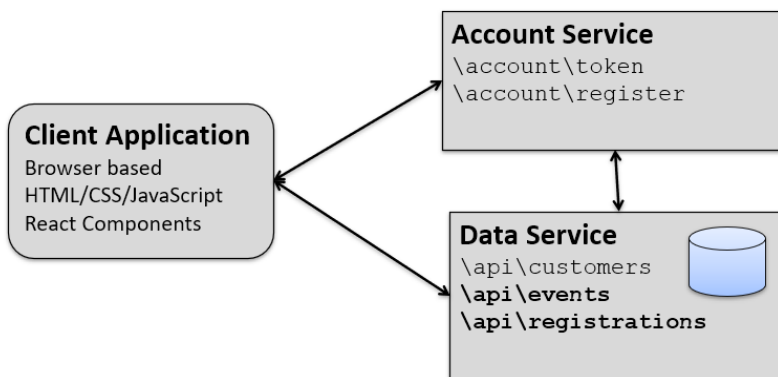 Account Service
\account\token
\account\register
Client Application
Browser based
HTML/CSS/JavaScript
React Components
Data Service
\api\customers
\api\events
\api\registrations